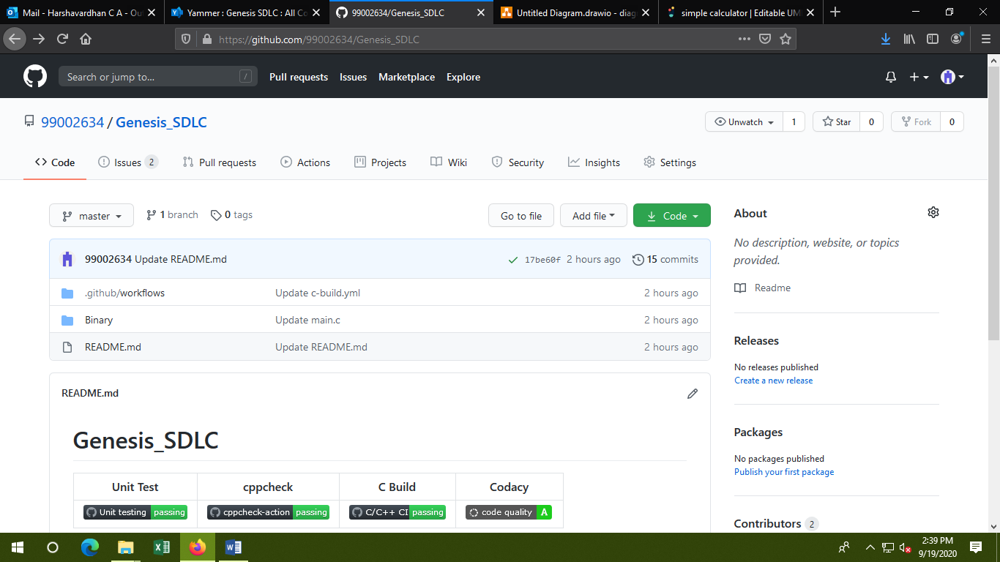 Mail - Harshavardhan C A - Ou
Yammer : Genesis SDLC : All Co
99002634/Genesis_SDLC
Untitled Diagram.drawio - diag
simple calculator | Editable UM
https://github.com/99002634/Genesis_SDLC
Search or jump to...
/
Pull requests
Issues
Marketplace
Explore
99002634 / Genesis_SDLC
Unwatch 1
Star 0
Fork 0
Code
Issues 2
Pull requests
Actions
Projects
Wiki
Security
Insights
Settings
master
1 branch
0 tags
Go to file
Add file
Code
99002634 Update README.md
17be60f 2 hours ago
15 commits
.github/workflows Update c-build.yml 2 hours ago
Binary Update main.c 2 hours ago
README.md Update README.md 2 hours ago
README.md
Genesis_SDLC
Unit Test cppcheck C Build Codacy
Unit testing passing cppcheck-action passing C/C++ CI passing code quality A
About
No description, website, or topics
provided.
Readme
Releases
No releases published
Create a new release
Packages
No packages published
Publish your first package
Contributors 2
2:39 PM
9/19/2020